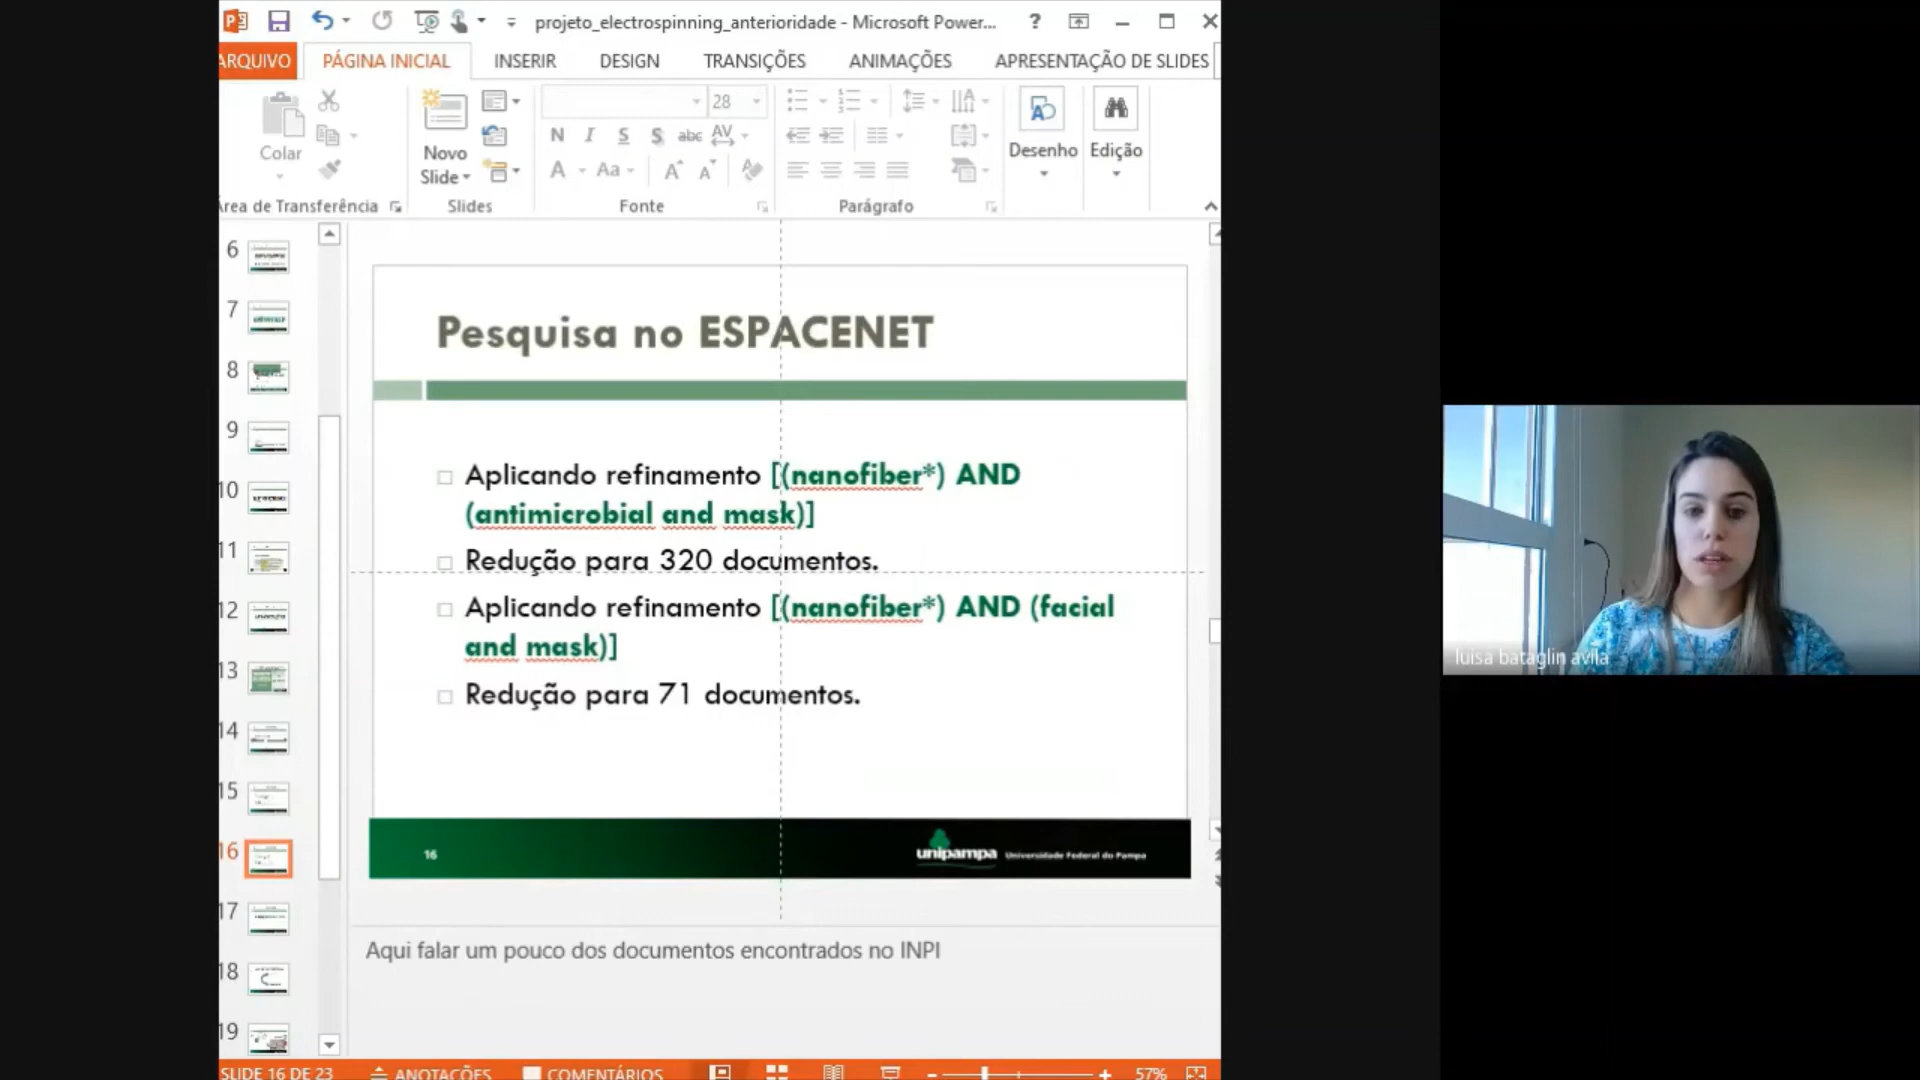 projeto_electrospinning_anterioridade - Microsoft Power...
ARQUIVO PÁGINA INICIAL INSERIR DESIGN TRANSIÇÕES ANIMAÇÕES APRESENTAÇÃO DE SLIDES
28
Colar
Novo
Slide
N I S S abc AV
A Aa A A
Desenho
Edição
Área de Transferência Slides Fonte Parágrafo
6
7
8
9
10
11
12
13
14
15
16
17
18
19
Pesquisa no ESPACENET
Aplicando refinamento [(nanofiber*) AND
(antimicrobial and mask)]
Redução para 320 documentos.
Aplicando refinamento [(nanofiber*) AND (facial
and mask)]
Redução para 71 documentos.
16
unipampa Universidade Federal do Pampa
Aqui falar um pouco dos documentos encontrados no INPI
SLIDE 16 DE 23 ANOTAÇÕES COMENTÁRIOS 57%
luisa bataglin avila